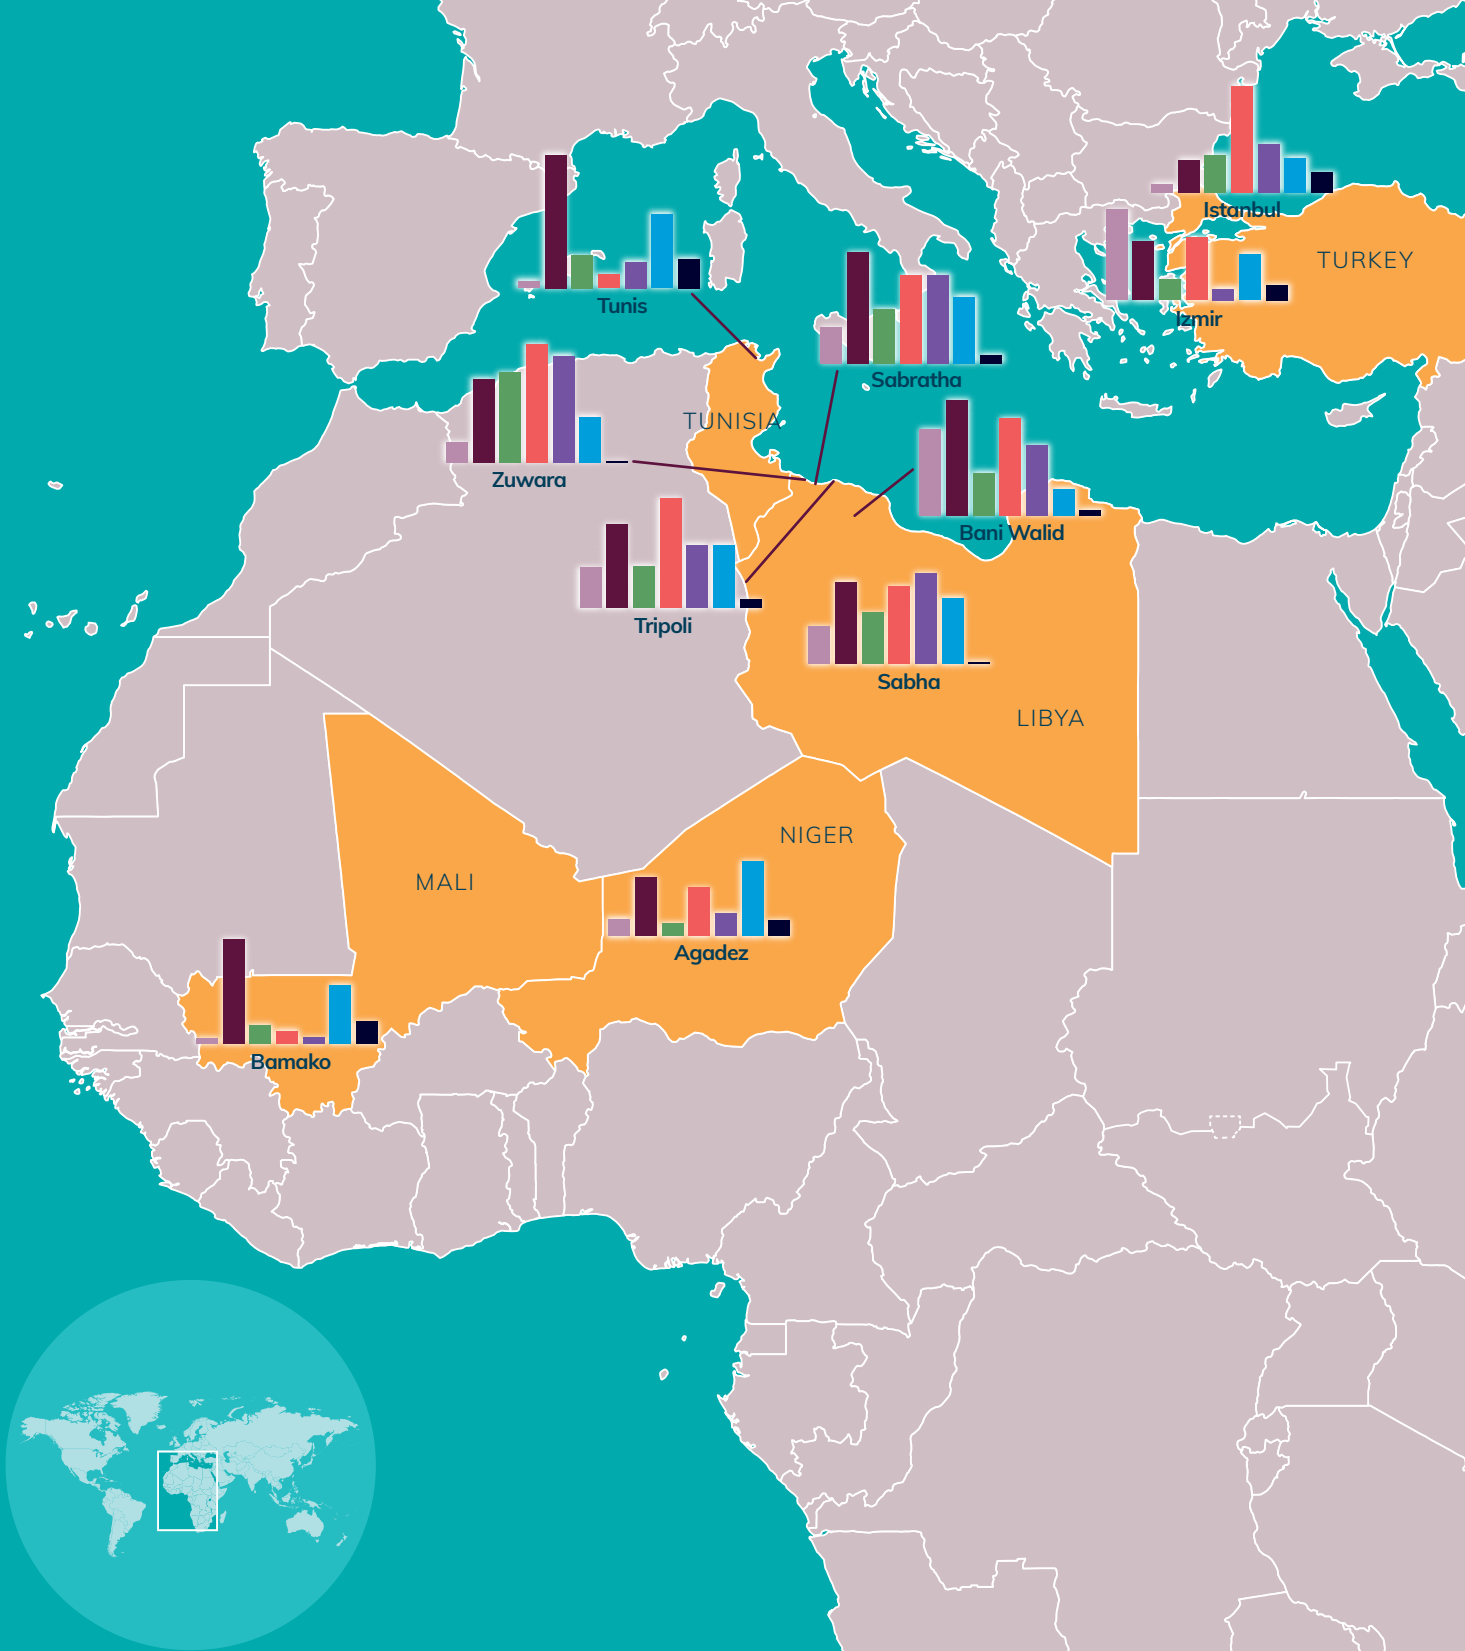 Istanbul
TURKEY
Tunis
Izmir
Sabratha
TUNISIA
Zuwara
Bani Walid
Tripoli
Sabha
LIBYA
NIGER
MALI
Agadez
Bamako